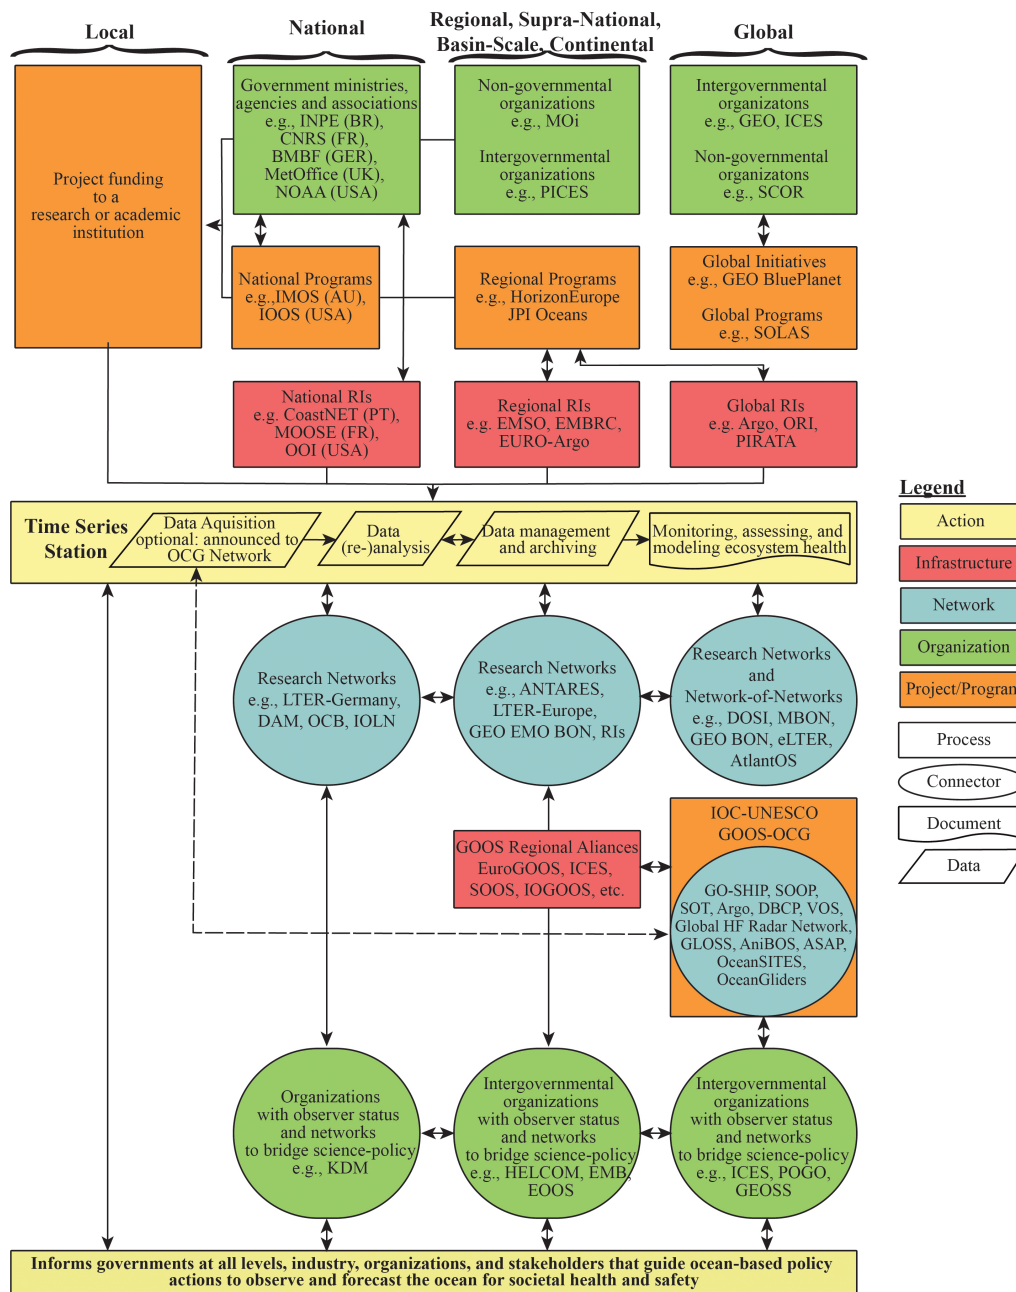 Local
National
Regional, Supra-National,
Basin-Scale, Continental
Global
Project funding
to a
research or academic
institution
Government ministries,
agencies and associations
e.g., INPE (BR),
CNRS (FR),
BMBF (GER),
MetOffice (UK),
NOAA (USA)
Non-governmental
organizations
e.g., MOi
Intergovernmental
organizations
e.g., PICES
Intergovernmental
organizatons
e.g., GEO, ICES
Non-governmental
organizatons
e.g., SCOR
National Programs
e.g.,IMOS (AU),
IOOS (USA)
Regional Programs
e.g., HorizonEurope
JPI Oceans
Global Initiatives
e.g., GEO BluePlanet
Global Programs
e.g., SOLAS
National RIs
e.g. CoastNET (PT),
MOOSE (FR),
OOI (USA)
Regional RIs
e.g. EMSO, EMBRC,
EURO-Argo
Global RIs
e.g. Argo, ORI,
PIRATA
Time Series
Station
Data Aquisition
optional: announced to
OCG Network
Data
(re-)analysis
Data management
and archiving
Monitoring, assessing, and
modeling ecosystem health
Legend
Action
Infrastructure
Network
Organization
Project/Program
Process
Connector
Document
Data
Research Networks
e.g., LTER-Germany,
DAM, OCB, IOLN
Research Networks
e.g., ANTARES,
LTER-Europe,
GEO EMO BON, RIs
Research Networks
and
Network-of-Networks
e.g., DOSI, MBON,
GEO BON, eLTER,
AtlantOS
GOOS Regional Aliances
EuroGOOS, ICES,
SOOS, IOGOOS, etc.
IOC-UNESCO
GOOS-OCG
GO-SHIP, SOOP,
SOT, Argo, DBCP, VOS,
Global HF Radar Network,
GLOSS, AniBOS, ASAP,
OceanSITES,
OceanGliders
Organizations
with observer status
and networks
to bridge science-policy
e.g., KDM
Intergovernmental
organizations
with observer status
and networks
to bridge science-policy
e.g., HELCOM, EMB,
EOOS
Intergovernmental
organizations
with observer status
and networks
to bridge science-policy
e.g., ICES, POGO,
GEOSS
Informs governments at all levels, industry, organizations, and stakeholders that guide ocean-based policy
actions to observe and forecast the ocean for societal health and safety